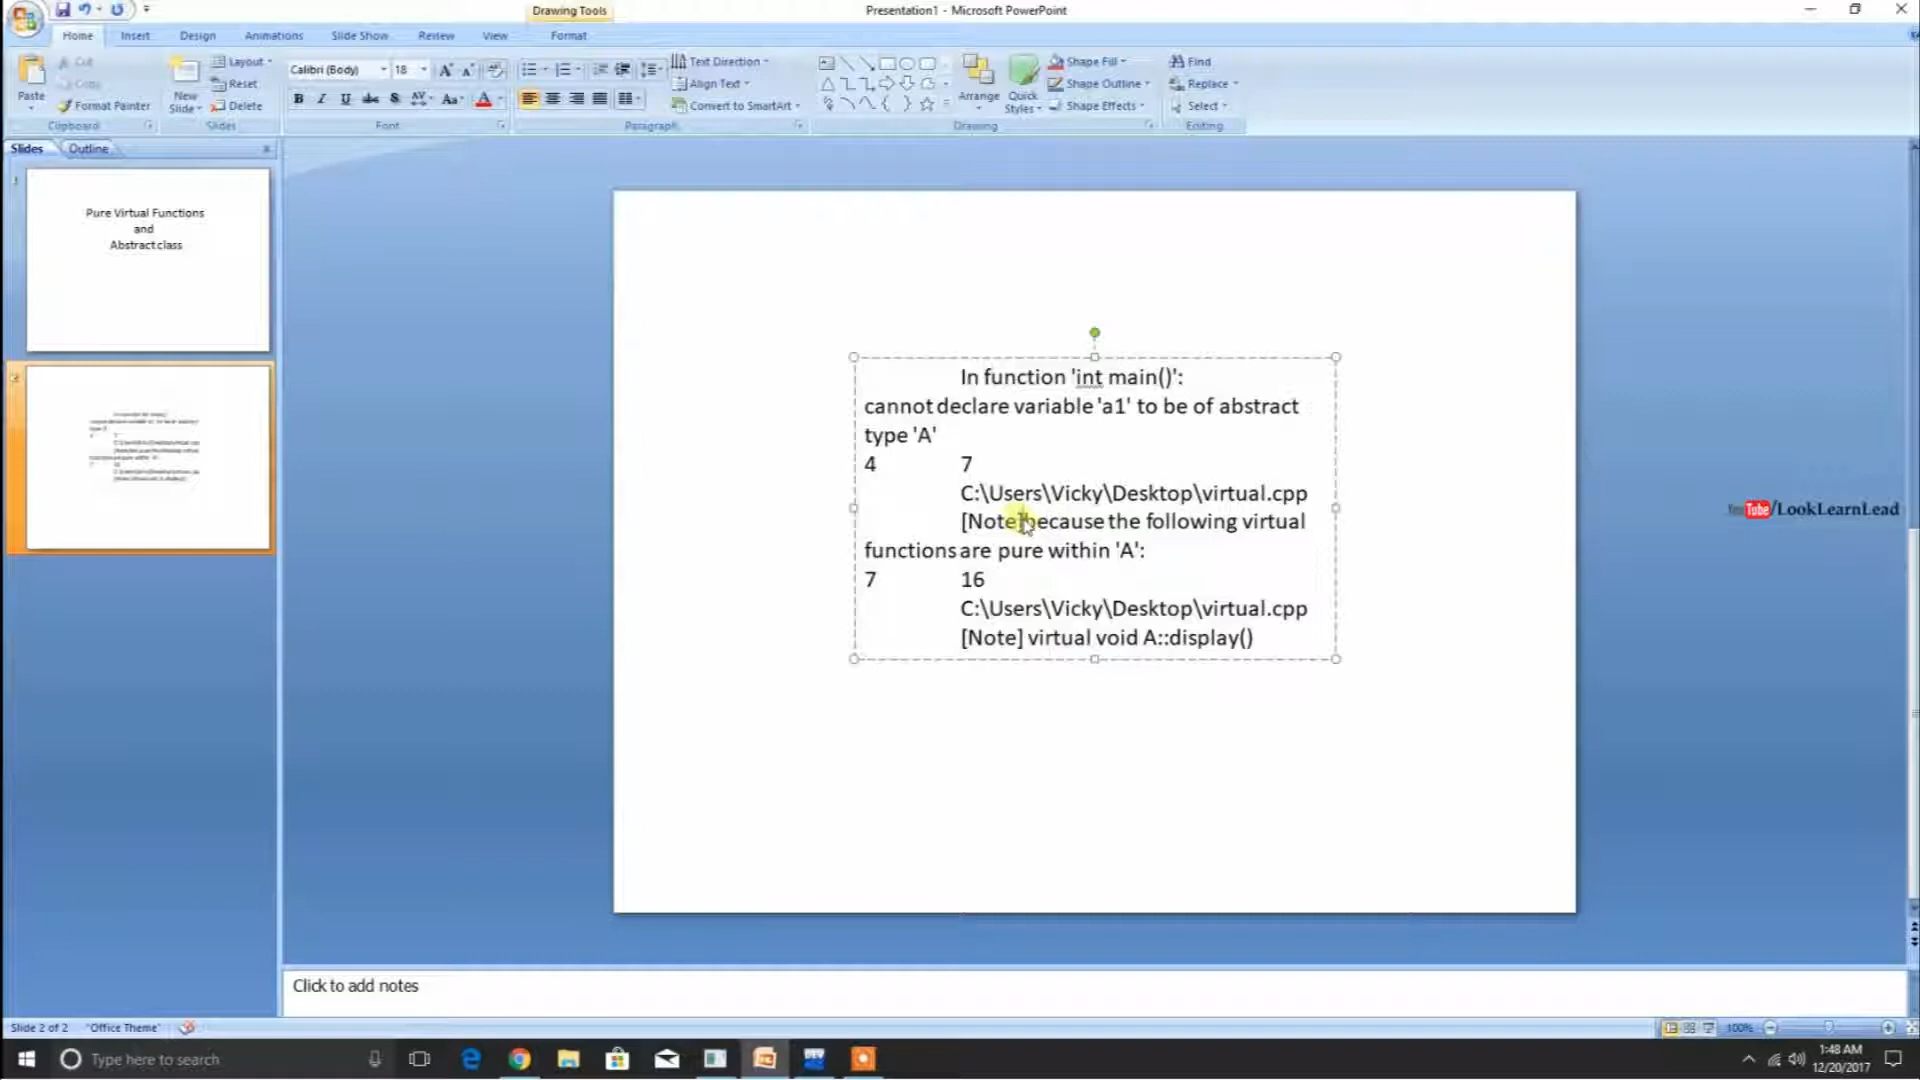 Drawing Tools
Presentation1 - Microsoft PowerPoint
Home Insert Design Animations Slide Show Review View Format
Paste
Cut
Copy
Format Painter
Clipboard
New Slide
Layout
Reset
Delete
Slides
Calibri (Body) 18
Font
Paragraph
Text Direction
Align Text
Convert to SmartArt
Arrange
Quick Styles
Shape Fill
Shape Outline
Shape Effects
Drawing
Find
Replace
Select
Editing
Slides Outline
1
Pure Virtual Functions
and
Abstract class
2
In function 'int main()':
cannot declare variable 'a1' to be of abstract
type 'A'
4 7
C:\Users\Vicky\Desktop\virtual.cpp
[Note] because the following virtual
functions are pure within 'A':
7 16
C:\Users\Vicky\Desktop\virtual.cpp
[Note] virtual void A::display()
YouTube/LookLearnLead
Click to add notes
Slide 2 of 2 "Office Theme" 100%
Type here to search
DEV
1:48 AM
12/20/2017